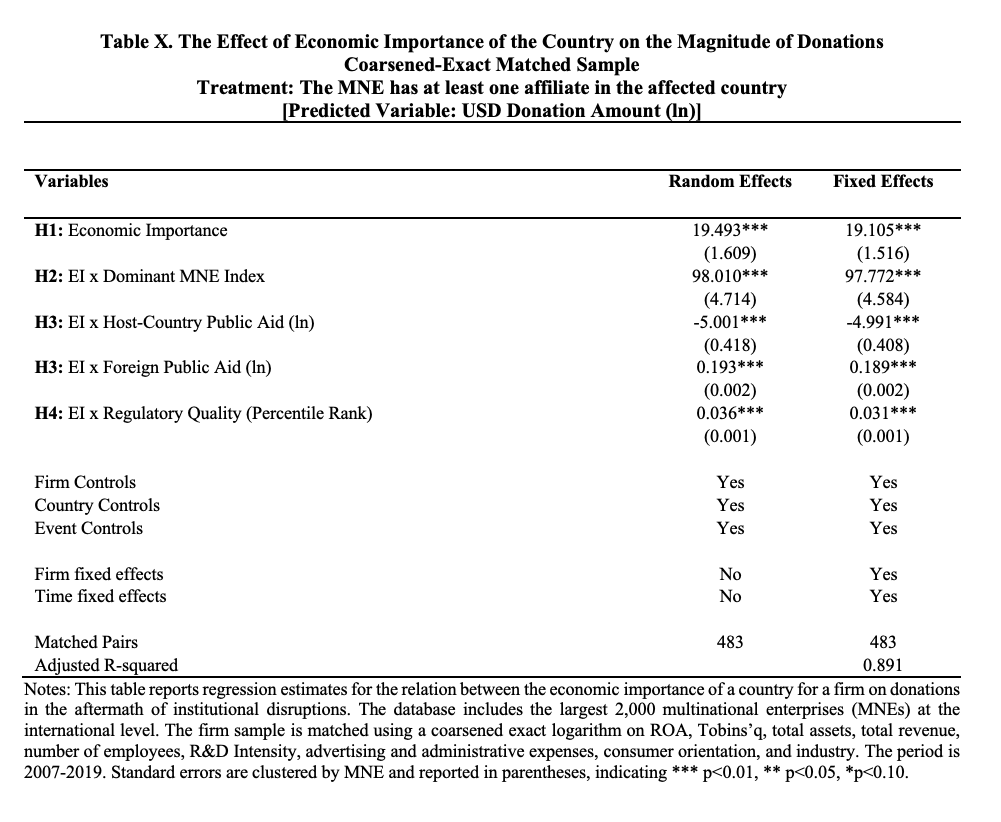 Table X. The Effect of Economic Importance of the Country on the Magnitude of Donations
Coarsened-Exact Matched Sample
Treatment: The MNE has at least one affiliate in the affected country
[Predicted Variable: USD Donation Amount (ln)]
Variables Random Effects Fixed Effects
H1: Economic Importance 19.493*** 19.105***
(1.609) (1.516)
H2: EI x Dominant MNE Index 98.010*** 97.772***
(4.714) (4.584)
H3: EI x Host-Country Public Aid (ln) -5.001*** -4.991***
(0.418) (0.408)
H3: EI x Foreign Public Aid (ln) 0.193*** 0.189***
(0.002) (0.002)
H4: EI x Regulatory Quality (Percentile Rank) 0.036*** 0.031***
(0.001) (0.001)
Firm Controls Yes Yes
Country Controls Yes Yes
Event Controls Yes Yes
Firm fixed effects No Yes
Time fixed effects No Yes
Matched Pairs 483 483
Adjusted R-squared 0.891
Notes: This table reports regression estimates for the relation between the economic importance of a country for a firm on donations
in the aftermath of institutional disruptions. The database includes the largest 2,000 multinational enterprises (MNEs) at the
international level. The firm sample is matched using a coarsened exact logarithm on ROA, Tobins'q, total assets, total revenue,
number of employees, R&D Intensity, advertising and administrative expenses, consumer orientation, and industry. The period is
2007-2019. Standard errors are clustered by MNE and reported in parentheses, indicating *** p<0.01, ** p<0.05, *p<0.10.